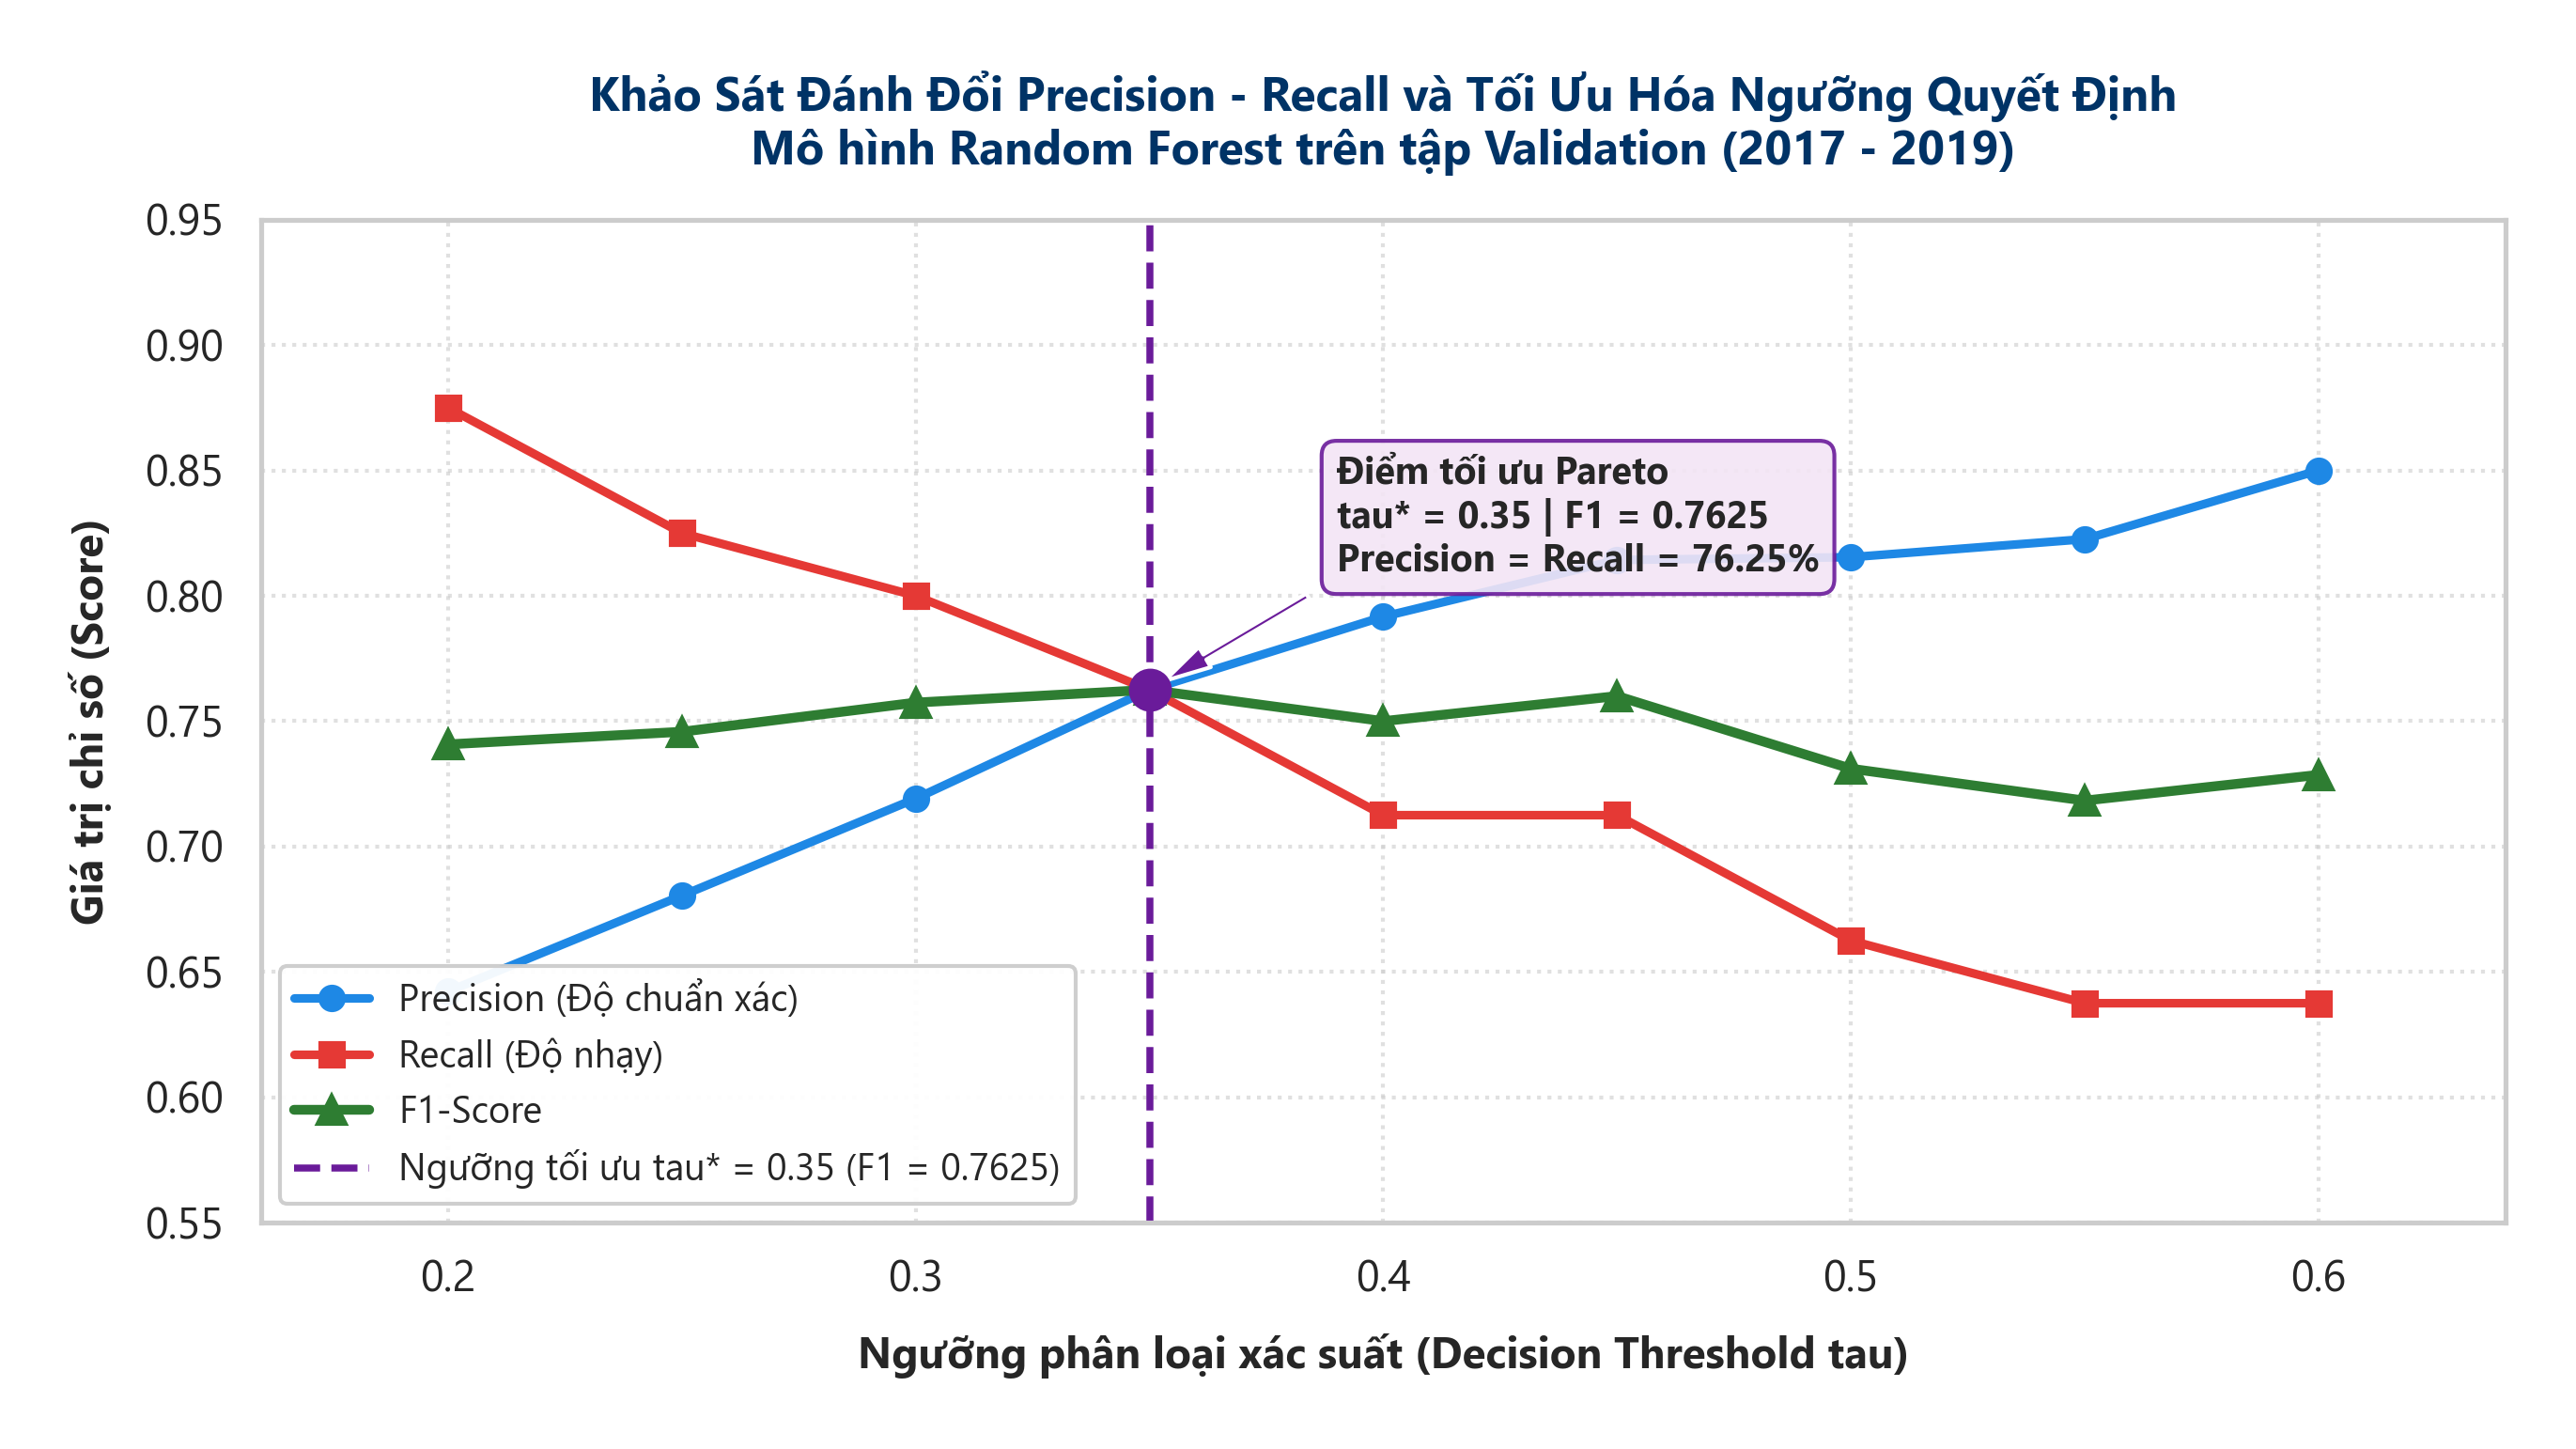 Khảo Sát Đánh Đổi Precision - Recall và Tối Ưu Hóa Ngưỡng Quyết Định
Mô hình Random Forest trên tập Validation (2017 - 2019)
Giá trị chỉ số (Score)
0.95
0.90
0.85
0.80
0.75
0.70
0.65
0.60
0.55
Điểm tối ưu Pareto
tau* = 0.35 | F1 = 0.7625
Precision = Recall = 76.25%
Precision (Độ chuẩn xác)
Recall (Độ nhạy)
F1-Score
Ngưỡng tối ưu tau* = 0.35 (F1 = 0.7625)
0.2
0.3
0.4
0.5
0.6
Ngưỡng phân loại xác suất (Decision Threshold tau)